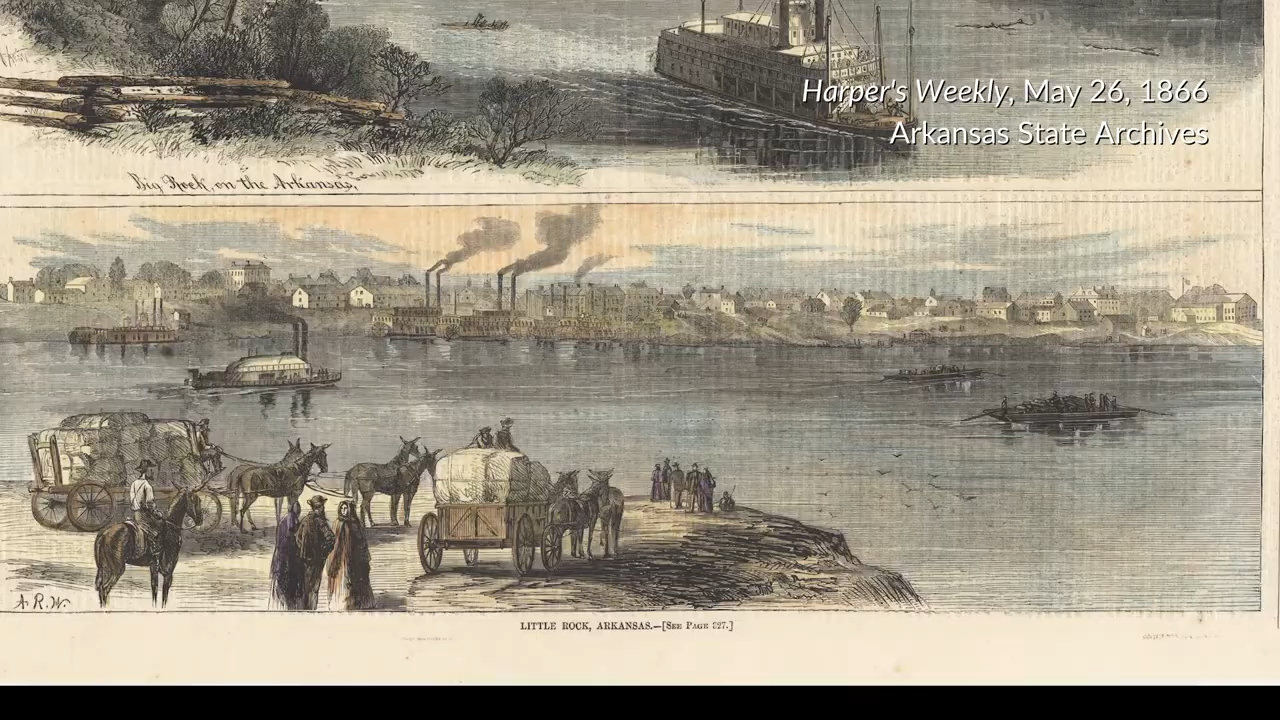 Harper's Weekly, May 26, 1866
Arkansas State Archives
Big Rock, on the Arkansas,
A. R. W.
LITTLE ROCK, ARKANSAS.—[SEE PAGE 327.]